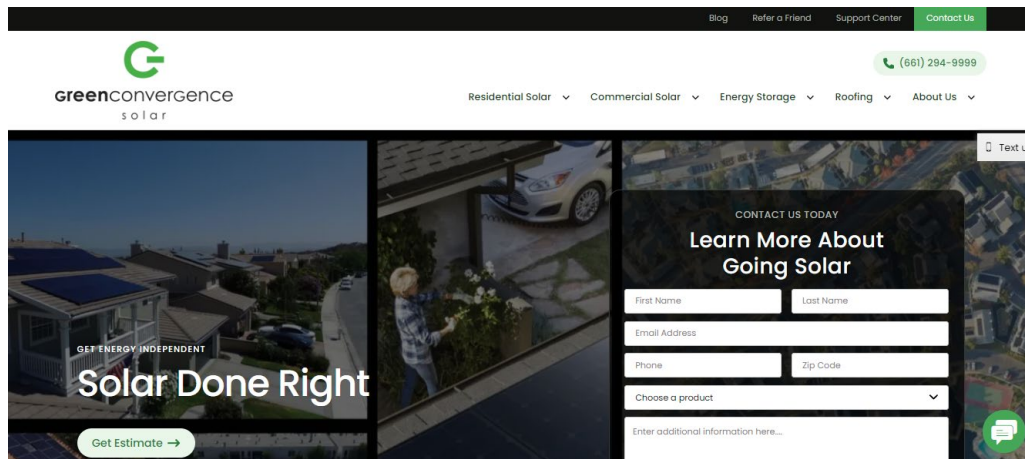 Blog Refer a Friend Support Center Contact Us
(661) 294-9999
greenconvergence
solar
Residential Solar Commercial Solar Energy Storage Roofing About Us
Text u
CONTACT US TODAY
Learn More About
Going Solar
First Name Last Name
Email Address
Phone Zip Code
Choose a product
Enter additional information here....
GET ENERGY INDEPENDENT
Solar Done Right
Get Estimate →